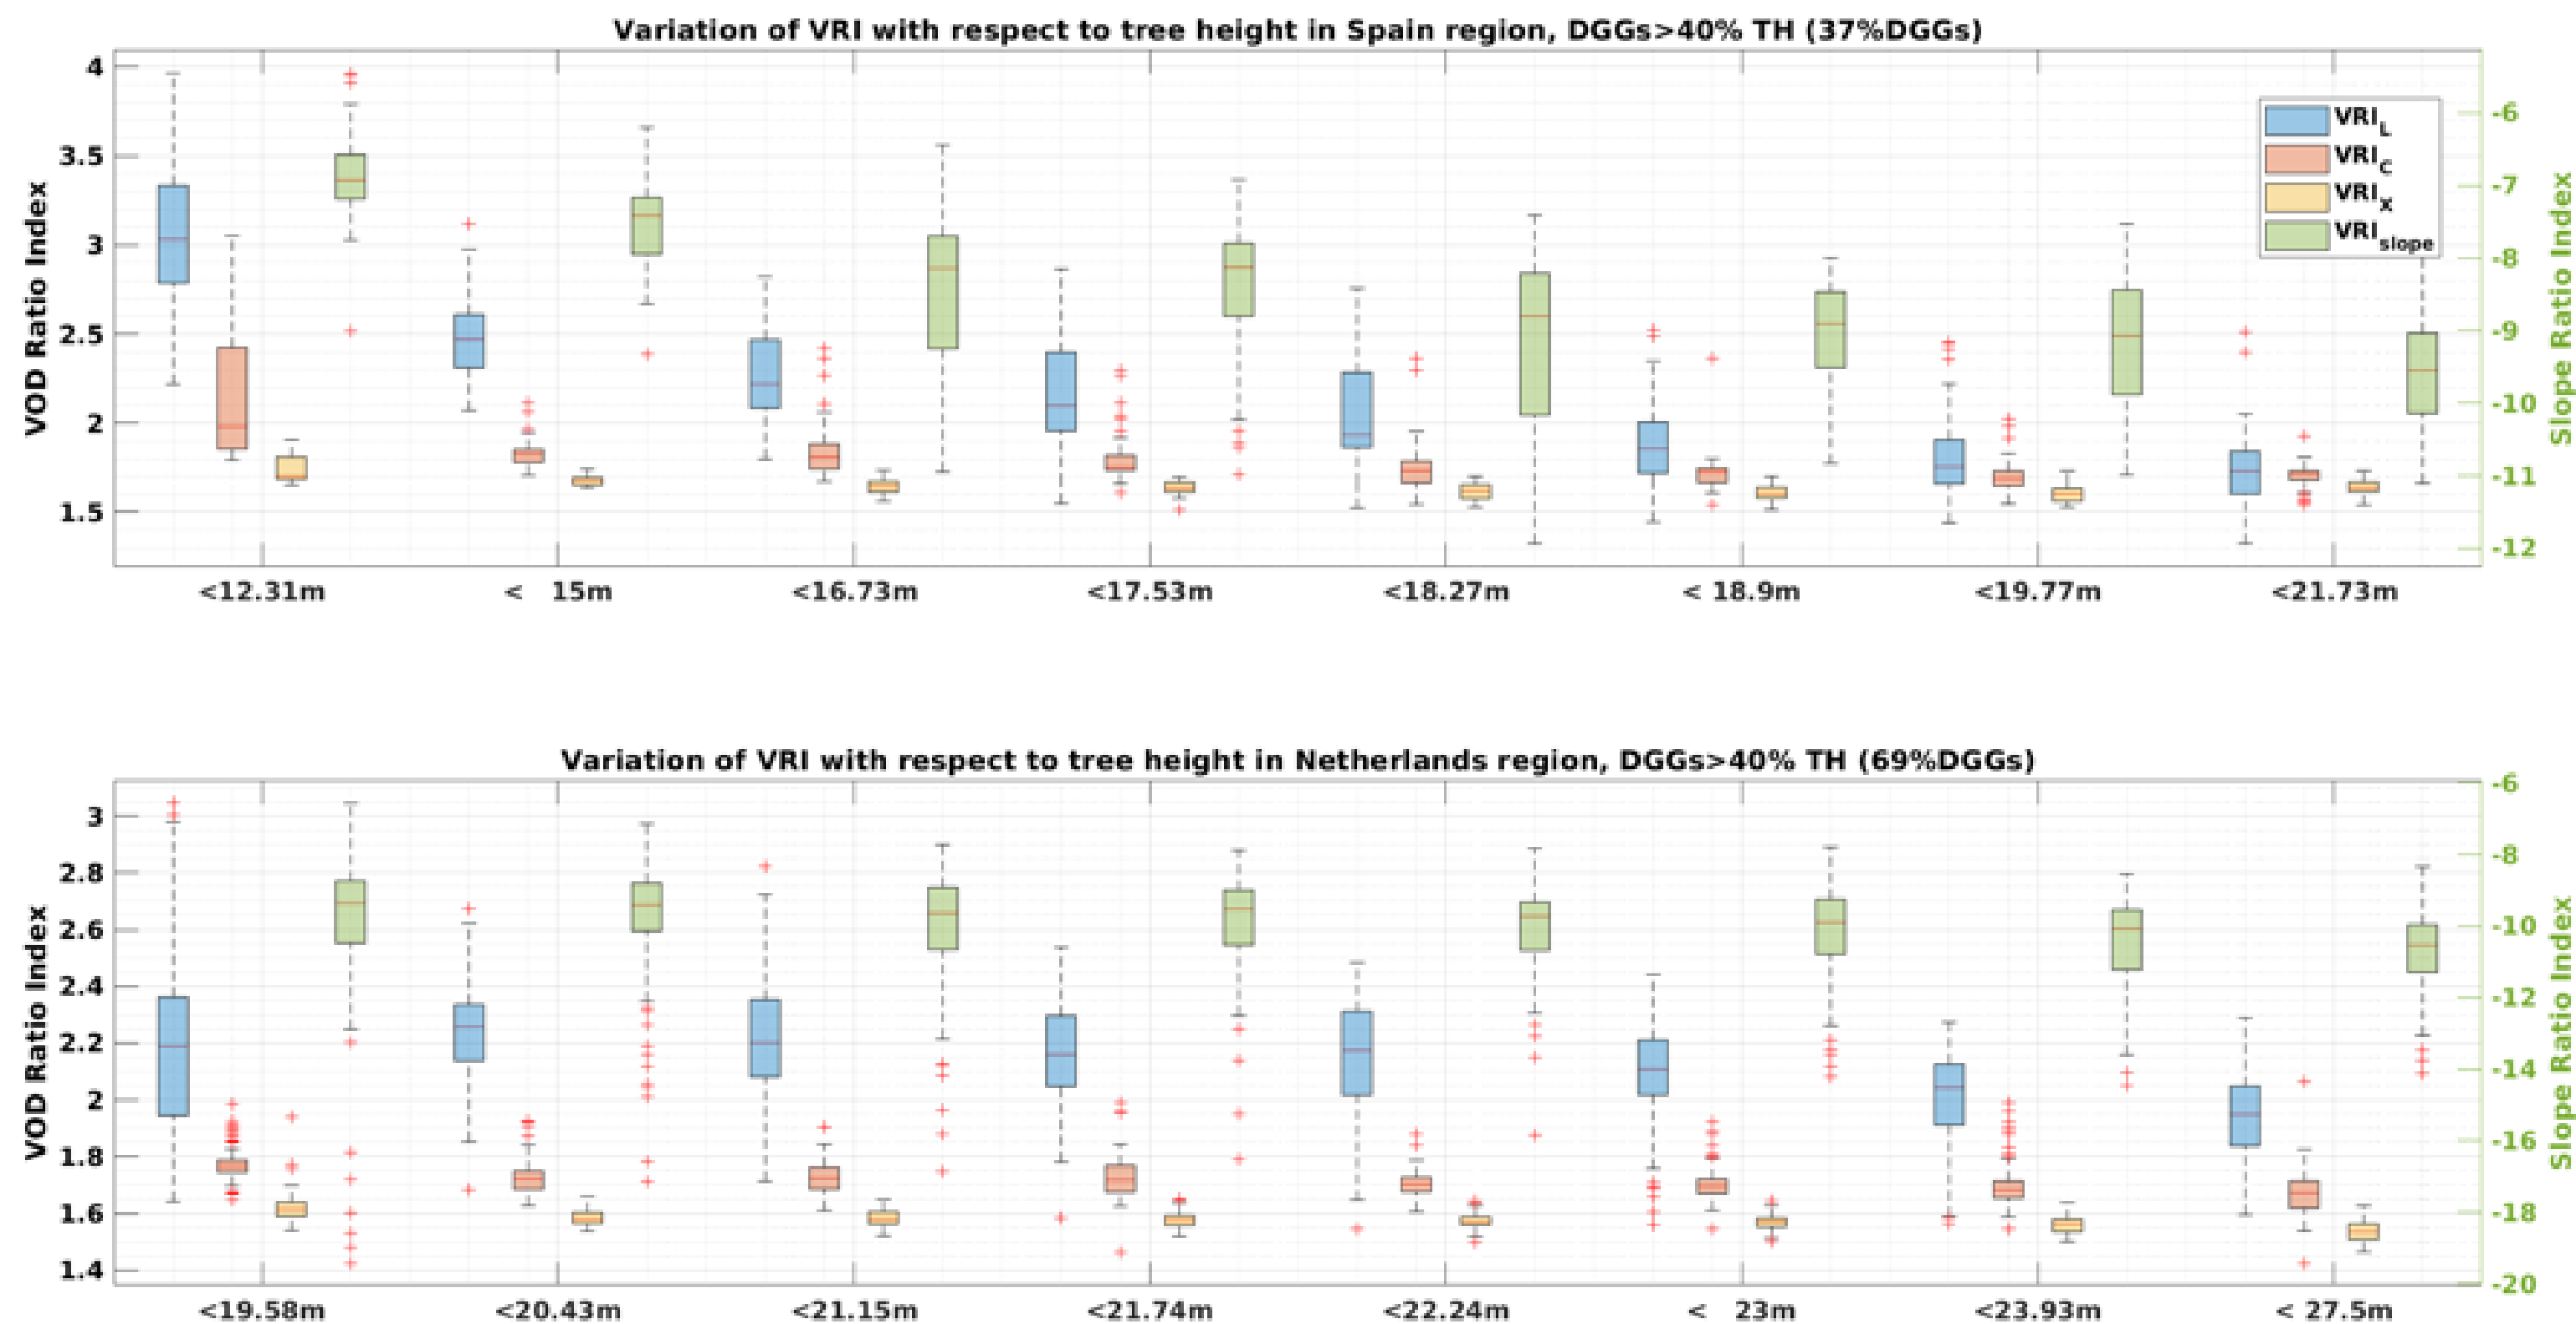 Variation of VRI with respect to tree height in Spain region, DGGs>40% TH (37%DGGs)
VOD Ratio Index
4
3.5
3
2.5
2
1.5
VRI_L
VRI_C
VRI_X
VRI_slope
-6
-7
-8
-9
-10
-11
-12
Slope Ratio Index
<12.31m < 15m <16.73m <17.53m <18.27m < 18.9m <19.77m <21.73m
Variation of VRI with respect to tree height in Netherlands region, DGGs>40% TH (69%DGGs)
VOD Ratio Index
3
2.8
2.6
2.4
2.2
2
1.8
1.6
1.4
-6
-8
-10
-12
-14
-16
-18
-20
Slope Ratio Index
<19.58m <20.43m <21.15m <21.74m <22.24m < 23m <23.93m < 27.5m